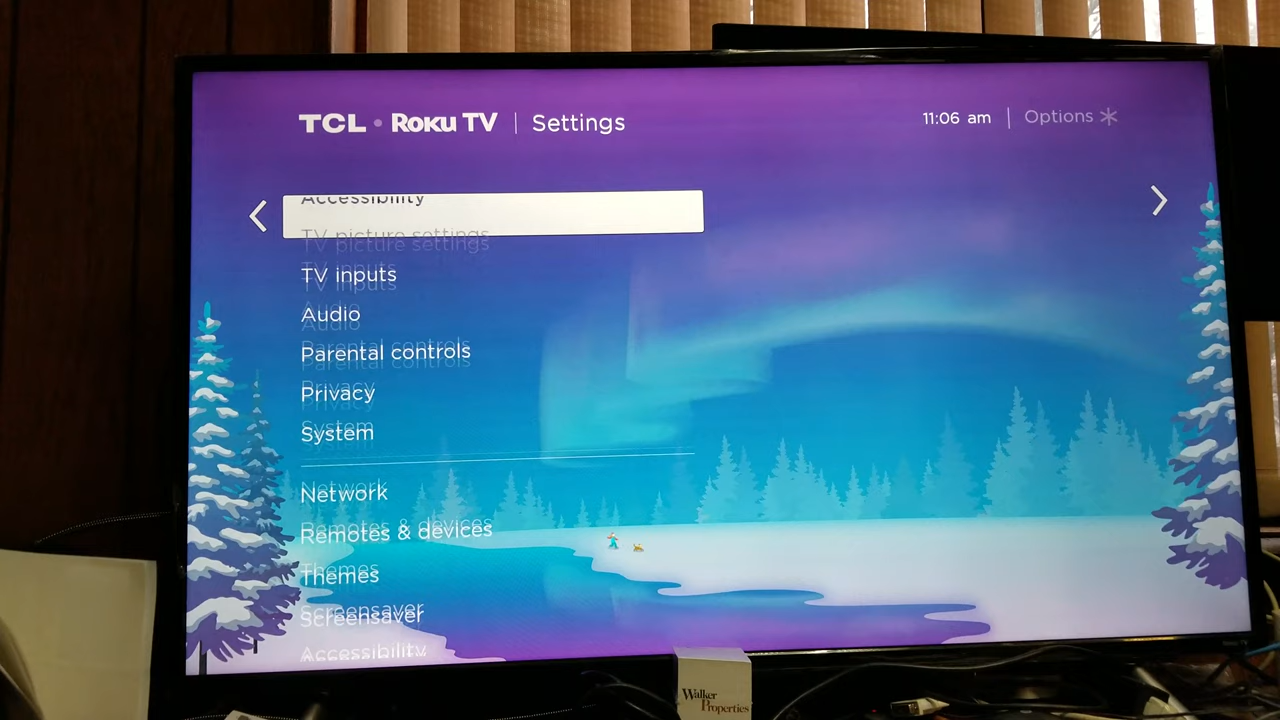 TCL • Roku TV | Settings
11:06 am | Options
Accessibility
TV picture settings
TV inputs
Audio
Parental controls
Privacy
System
Network
Remotes & devices
Themes
Screensaver
Accessibility
Walker
Properties